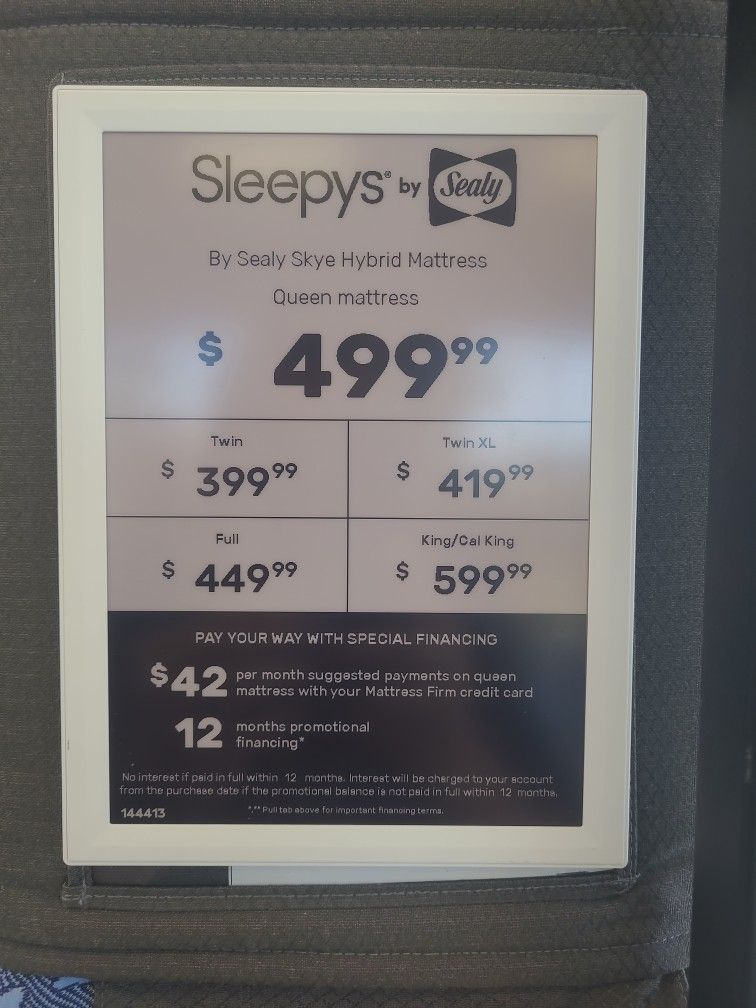 Sleepys® by Sealy
By Sealy Skye Hybrid Mattress
Queen mattress
$ 499⁹⁹
Twin
$ 399⁹⁹
Twin XL
$ 419⁹⁹
Full
$ 449⁹⁹
King/Cal King
$ 599⁹⁹
PAY YOUR WAY WITH SPECIAL FINANCING
$42 per month suggested payments on queen
mattress with your Mattress Firm credit card
12 months promotional
financing*
No interest if paid in full within 12 months. Interest will be charged to your account
from the purchase date if the promotional balance is not paid in full within 12 months.
144413
*,** Pull tab above for important financing terms.